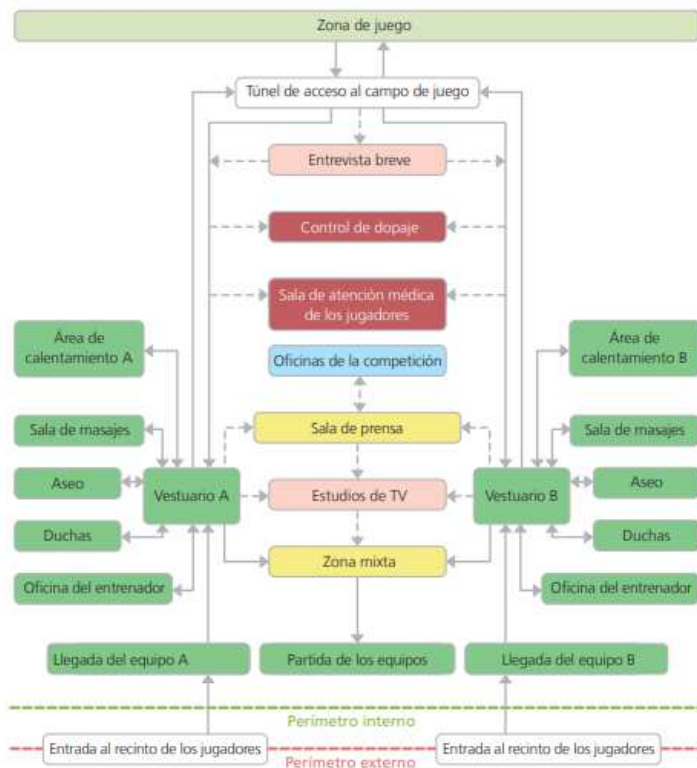 Zona de juego
Túnel de acceso al campo de juego
Entrevista breve
Control de dopaje
Sala de atención médica
de los jugadores
Área de
calentamiento A
Oficinas de la competición
Área de
calentamiento B
Sala de masajes
Sala de prensa
Sala de masajes
Aseo
Vestuario A
Estudios de TV
Vestuario B
Aseo
Duchas
Duchas
Zona mixta
Oficina del entrenador
Oficina del entrenador
Llegada del equipo A
Partida de los equipos
Llegada del equipo B
Perímetro interno
Entrada al recinto de los jugadores
Entrada al recinto de los jugadores
Perímetro externo